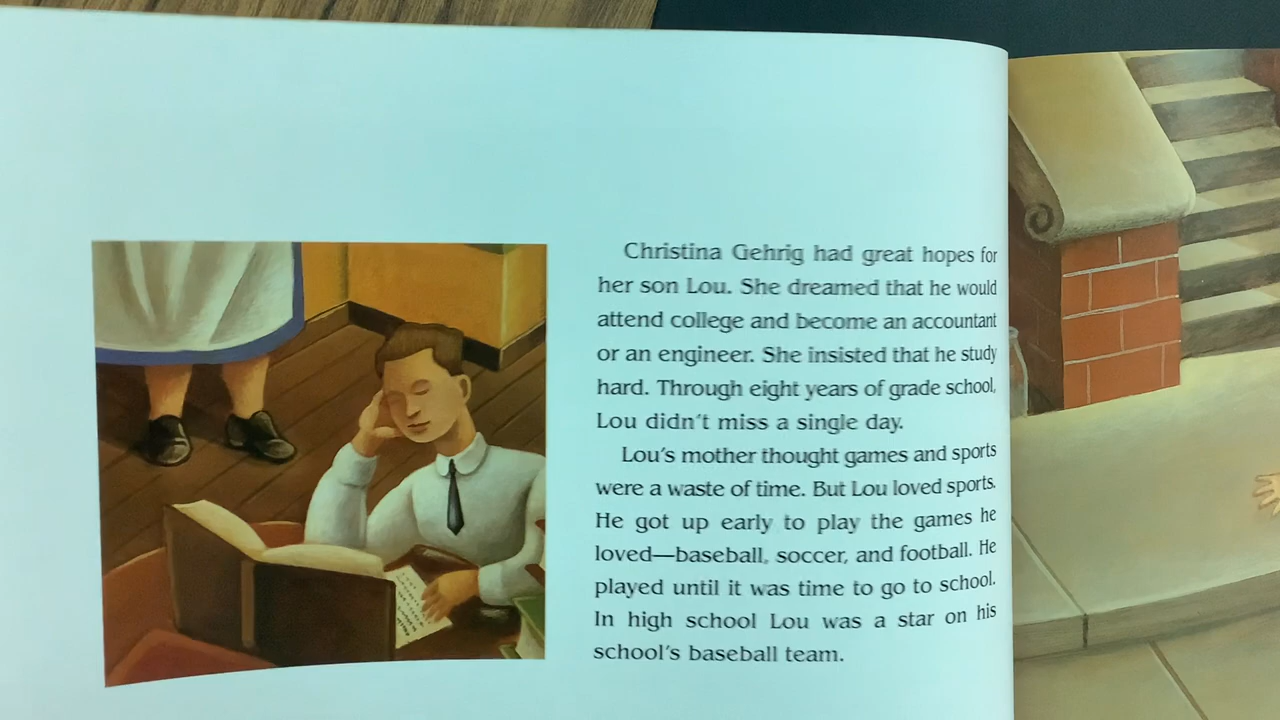 Christina Gehrig had great hopes for
her son Lou. She dreamed that he would
attend college and become an accountant
or an engineer. She insisted that he study
hard. Through eight years of grade school,
Lou didn't miss a single day.
Lou's mother thought games and sports
were a waste of time. But Lou loved sports.
He got up early to play the games he
loved—baseball, soccer, and football. He
played until it was time to go to school.
In high school Lou was a star on his
school's baseball team.